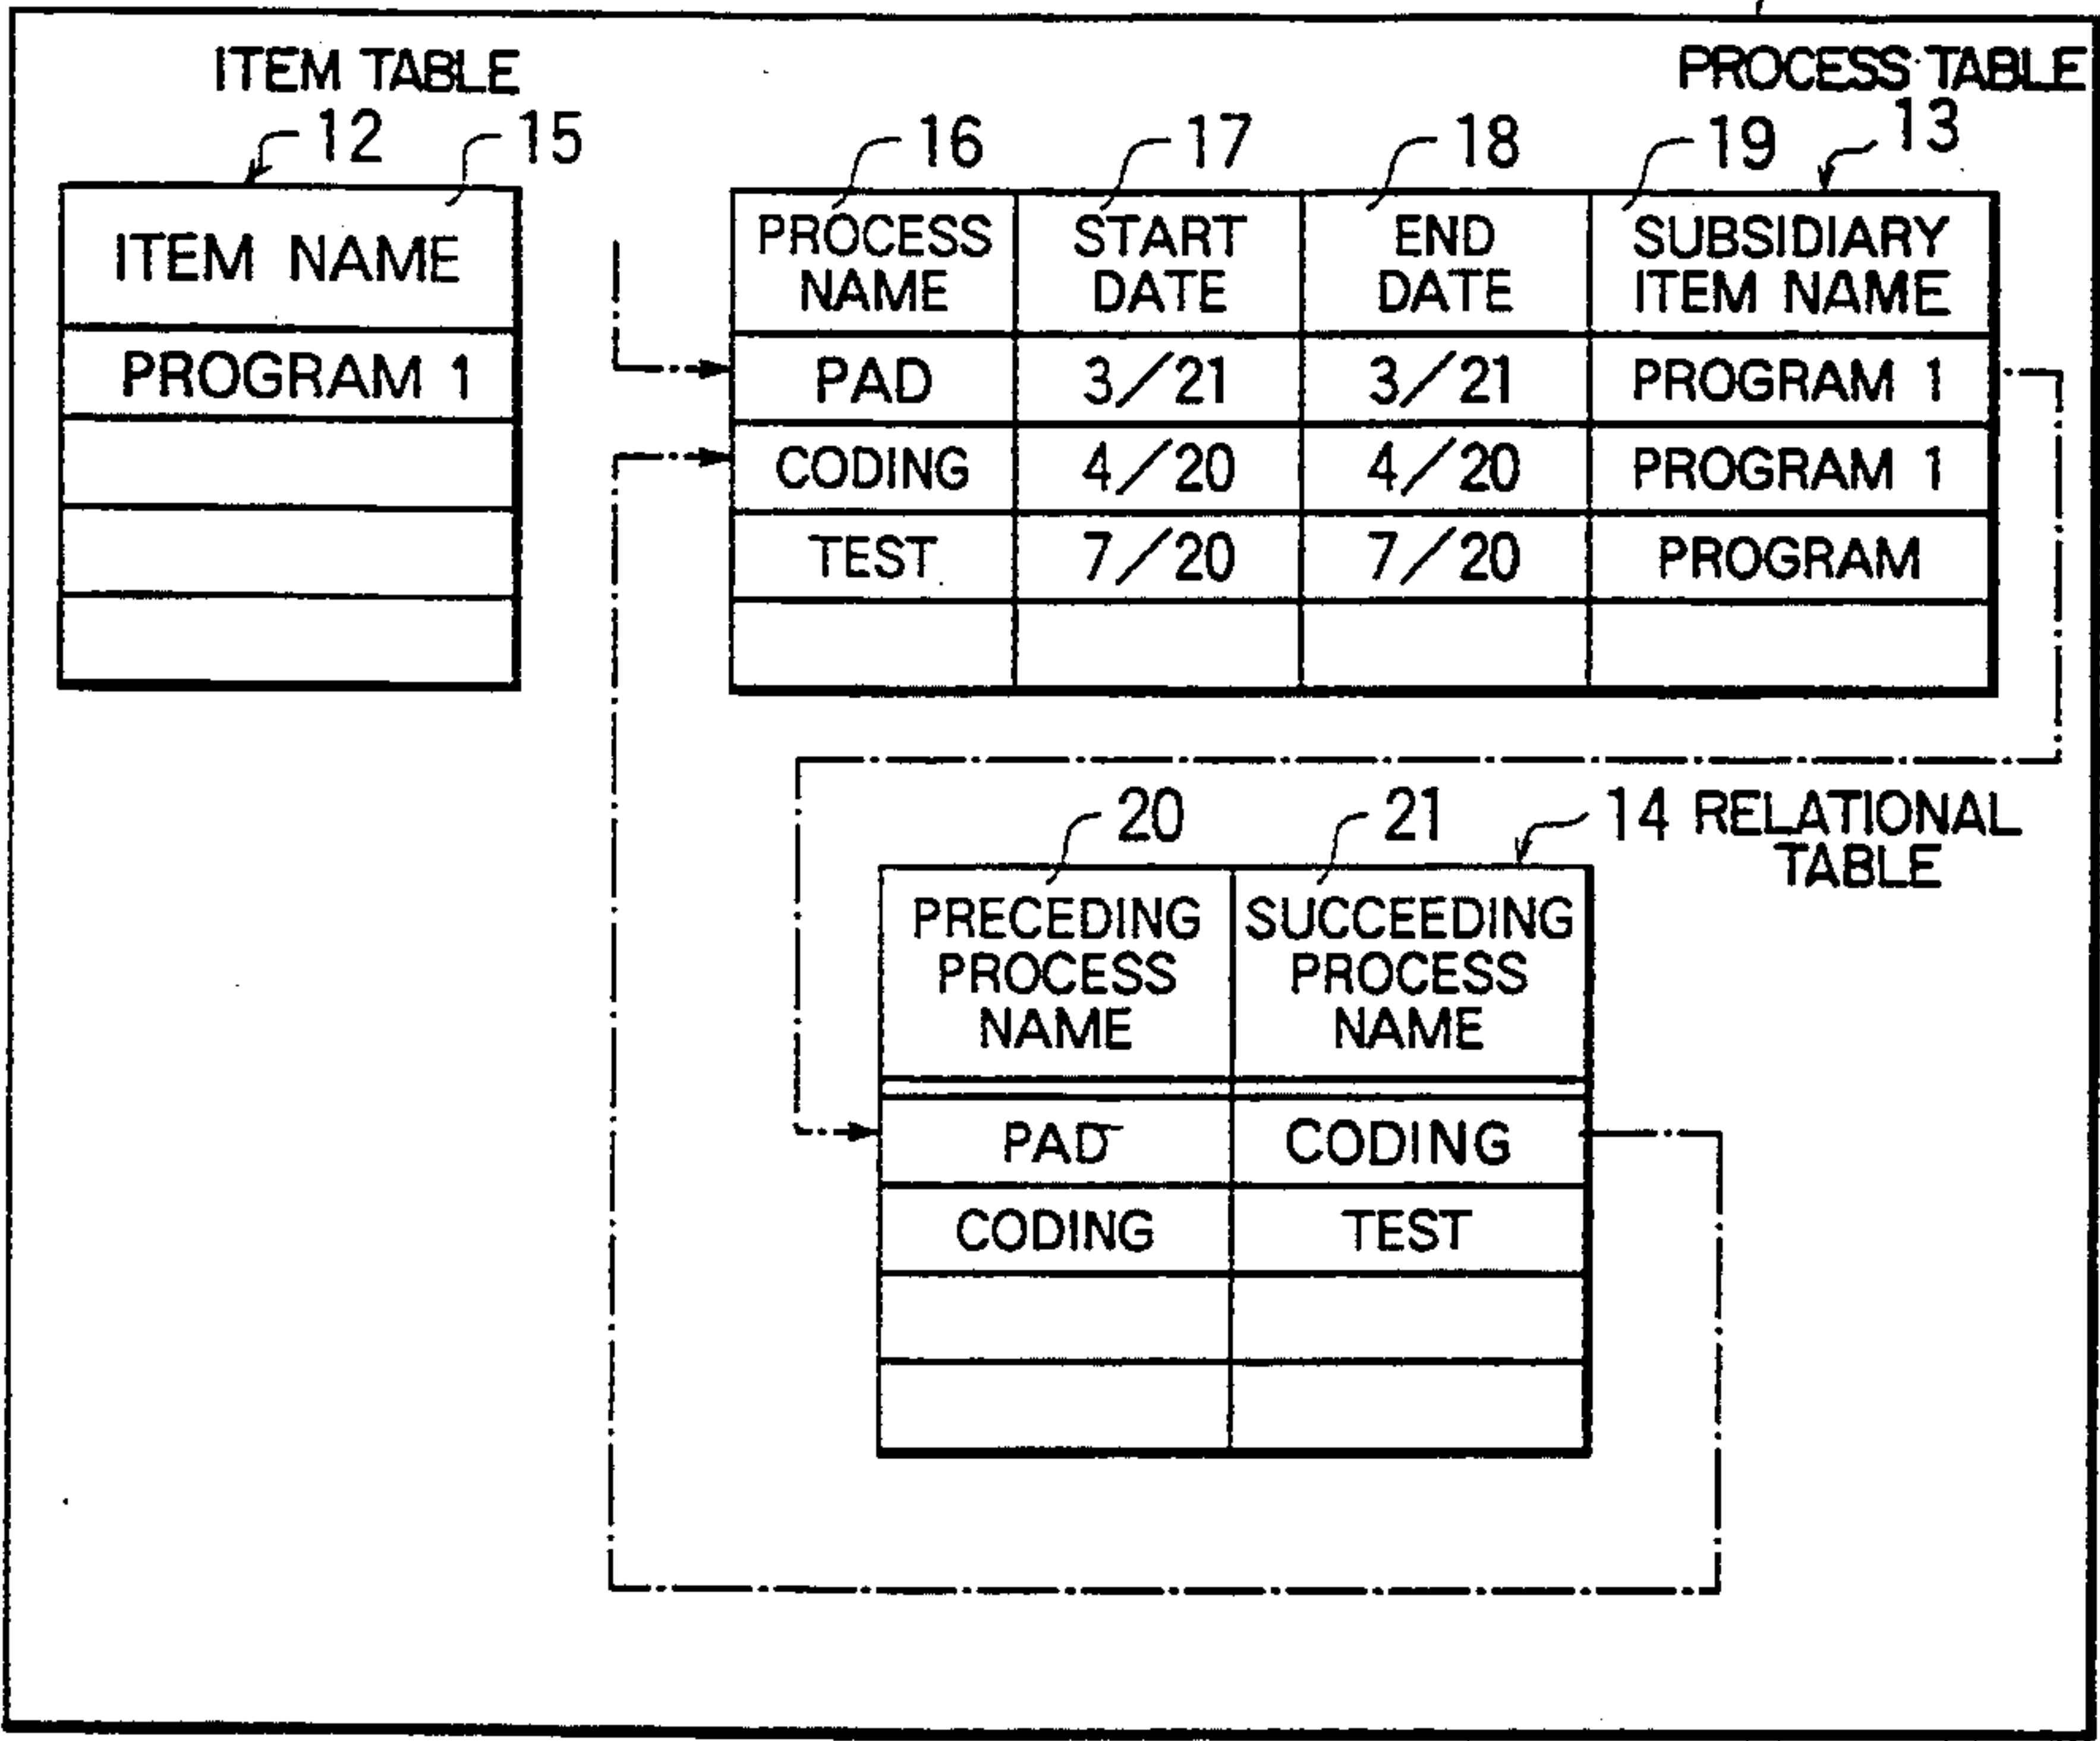 ITEM TABLE
12
15
ITEM NAME
PROGRAM 1
PROCESS TABLE
16
17
18
19
13
PROCESS NAME
START DATE
END DATE
SUBSIDIARY ITEM NAME
PAD
3/21
3/21
PROGRAM 1
CODING
4/20
4/20
PROGRAM 1
TEST
7/20
7/20
PROGRAM
20
21
14 RELATIONAL
TABLE
PRECEDING
PROCESS
NAME
SUCCEEDING
PROCESS
NAME
PAD
CODING
CODING
TEST